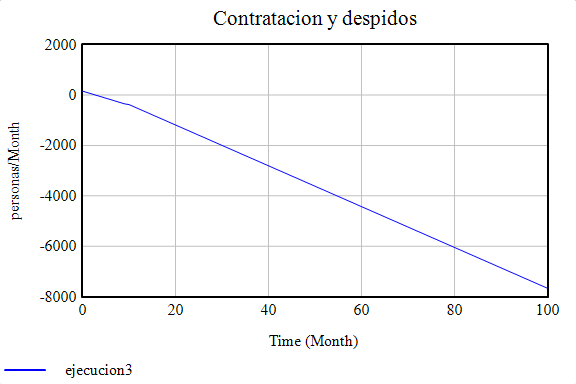 Contratacion y despidos
2000
0
-2000
-4000
-6000
-8000
personas/Month
0 20 40 60 80 100
Time (Month)
ejecucion3